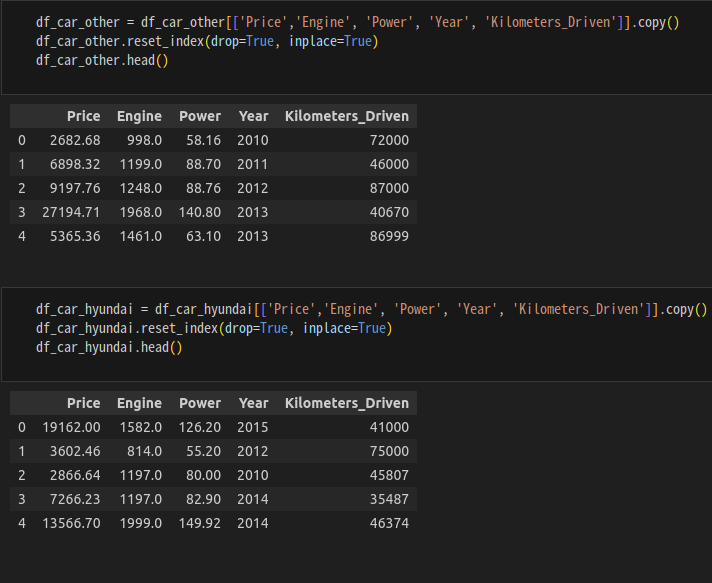 df_car_other = df_car_other[['Price','Engine', 'Power', 'Year', 'Kilometers_Driven']].copy()
df_car_other.reset_index(drop=True, inplace=True)
df_car_other.head()
Price Engine Power Year Kilometers_Driven
0 2682.68 998.0 58.16 2010 72000
1 6898.32 1199.0 88.70 2011 46000
2 9197.76 1248.0 88.76 2012 87000
3 27194.71 1968.0 140.80 2013 40670
4 5365.36 1461.0 63.10 2013 86999
df_car_hyundai = df_car_hyundai[['Price','Engine', 'Power', 'Year', 'Kilometers_Driven']].copy()
df_car_hyundai.reset_index(drop=True, inplace=True)
df_car_hyundai.head()
Price Engine Power Year Kilometers_Driven
0 19162.00 1582.0 126.20 2015 41000
1 3602.46 814.0 55.20 2012 75000
2 2866.64 1197.0 80.00 2010 45807
3 7266.23 1197.0 82.90 2014 35487
4 13566.70 1999.0 149.92 2014 46374